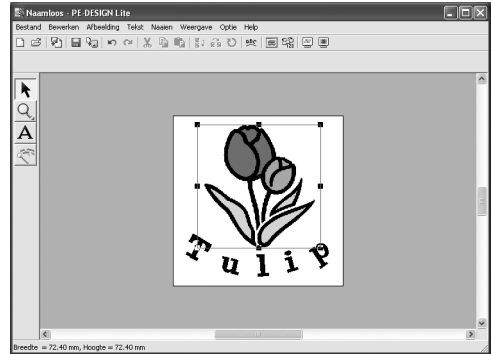 Naamloos - PE-DESIGN Lite
Bestand Bewerken Afbeelding Tekst Naaien Weergave Optie Help
A
Tulip
Breedte = 72.40 mm, Hoogte = 72.40 mm